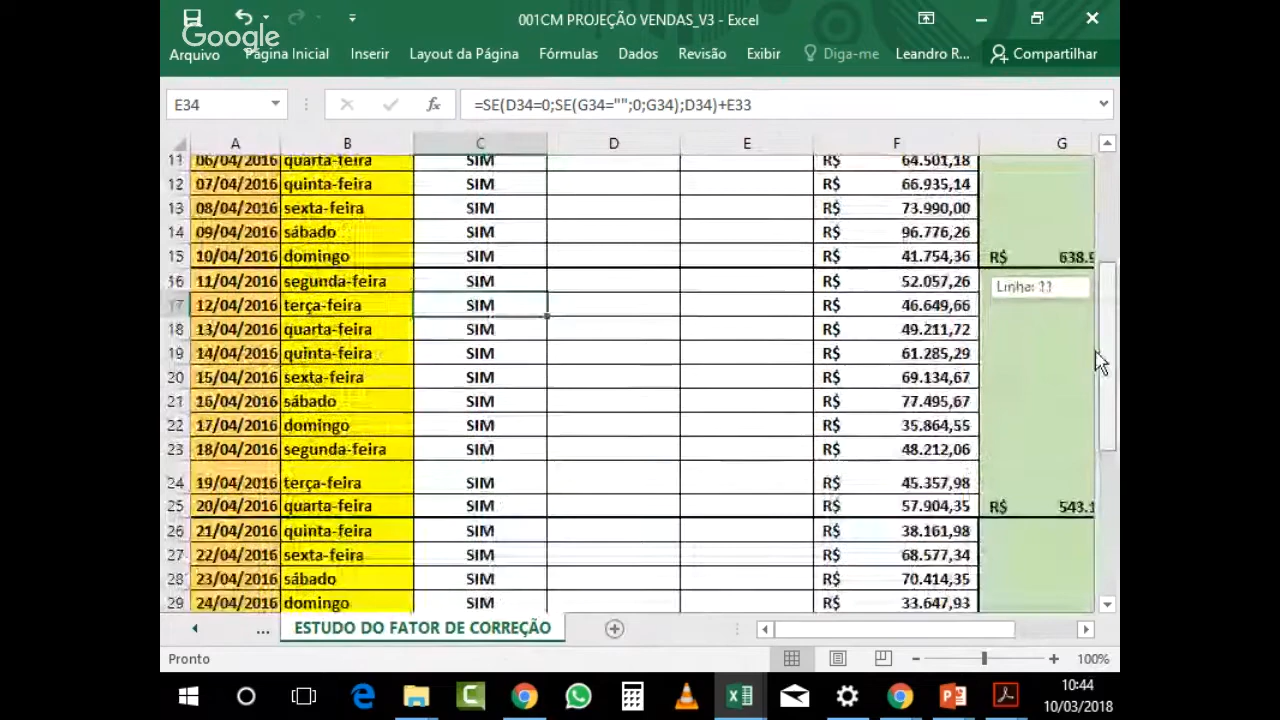 001CM PROJEÇÃO VENDAS_V3 - Excel
Google
Arquivo Página Inicial Inserir Layout da Página Fórmulas Dados Revisão Exibir Diga-me Leandro R... Compartilhar
E34 fx =SE(D34=0;SE(G34="";0;G34);D34)+E33
A B C D E F G
11 06/04/2016 quarta-feira SIM R$ 64.501,18
12 07/04/2016 quinta-feira SIM R$ 66.935,14
13 08/04/2016 sexta-feira SIM R$ 73.990,00
14 09/04/2016 sábado SIM R$ 96.776,26
15 10/04/2016 domingo SIM R$ 41.754,36 R$ 638.9
16 11/04/2016 segunda-feira SIM R$ 52.057,26
Linha:
17 12/04/2016 terça-feira SIM R$ 46.649,66
18 13/04/2016 quarta-feira SIM R$ 49.211,72
19 14/04/2016 quinta-feira SIM R$ 61.285,29
20 15/04/2016 sexta-feira SIM R$ 69.134,67
21 16/04/2016 sábado SIM R$ 77.495,67
22 17/04/2016 domingo SIM R$ 35.864,55
23 18/04/2016 segunda-feira SIM R$ 48.212,06
24 19/04/2016 terça-feira SIM R$ 45.357,98
25 20/04/2016 quarta-feira SIM R$ 57.904,35 R$ 543.1
26 21/04/2016 quinta-feira SIM R$ 38.161,98
27 22/04/2016 sexta-feira SIM R$ 68.577,34
28 23/04/2016 sábado SIM R$ 70.414,35
29 24/04/2016 domingo SIM R$ 33.647,93
... ESTUDO DO FATOR DE CORREÇÃO
Pronto 100%
10:44
10/03/2018